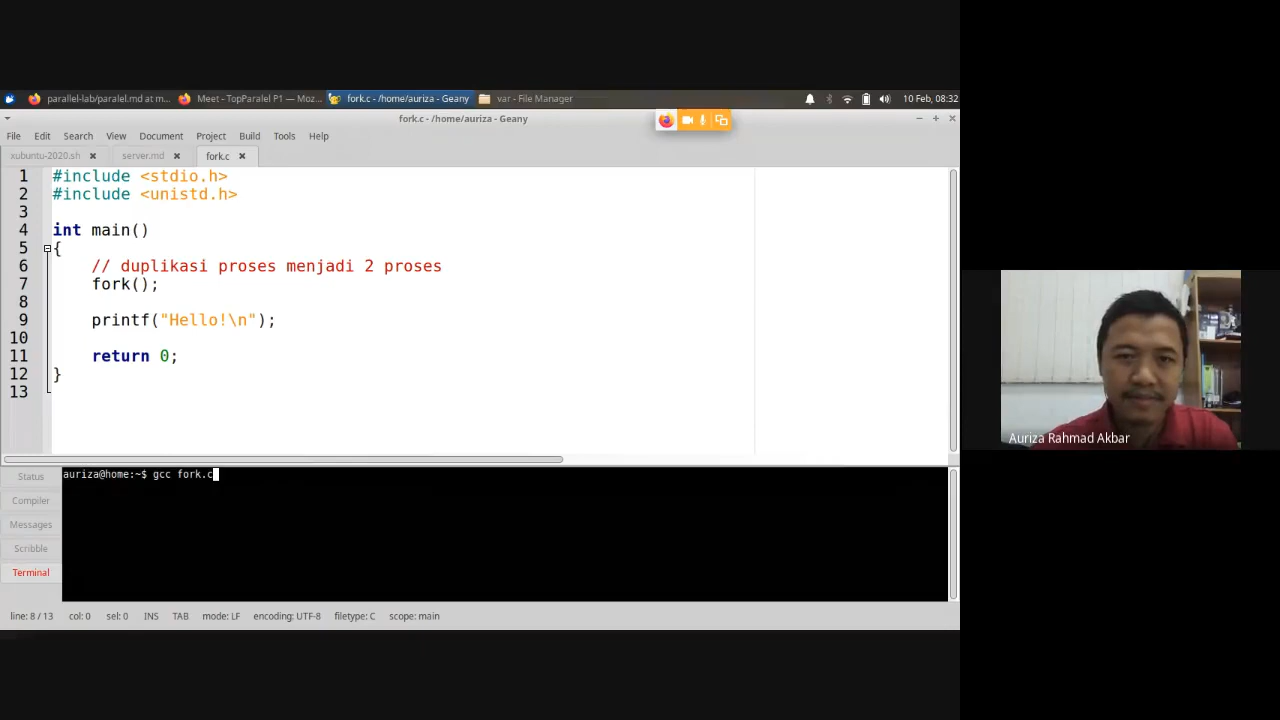 parallel-lab/paralel.md at m...
Meet - TopParalel P1 — Moz...
fork.c - /home/auriza - Geany
var - File Manager
10 Feb, 08:32
fork.c - /home/auriza - Geany
File Edit Search View Document Project Build Tools Help
xubuntu-2020.sh
server.md
fork.c
1 #include <stdio.h>
2 #include <unistd.h>
3
4 int main()
5 {
6 // duplikasi proses menjadi 2 proses
7 fork();
8
9 printf("Hello!\n");
10
11 return 0;
12 }
13
Auriza Rahmad Akbar
Status
Compiler
Messages
Scribble
Terminal
auriza@home:~$ gcc fork.c
line: 8 / 13 col: 0 sel: 0 INS TAB mode: LF encoding: UTF-8 filetype: C scope: main